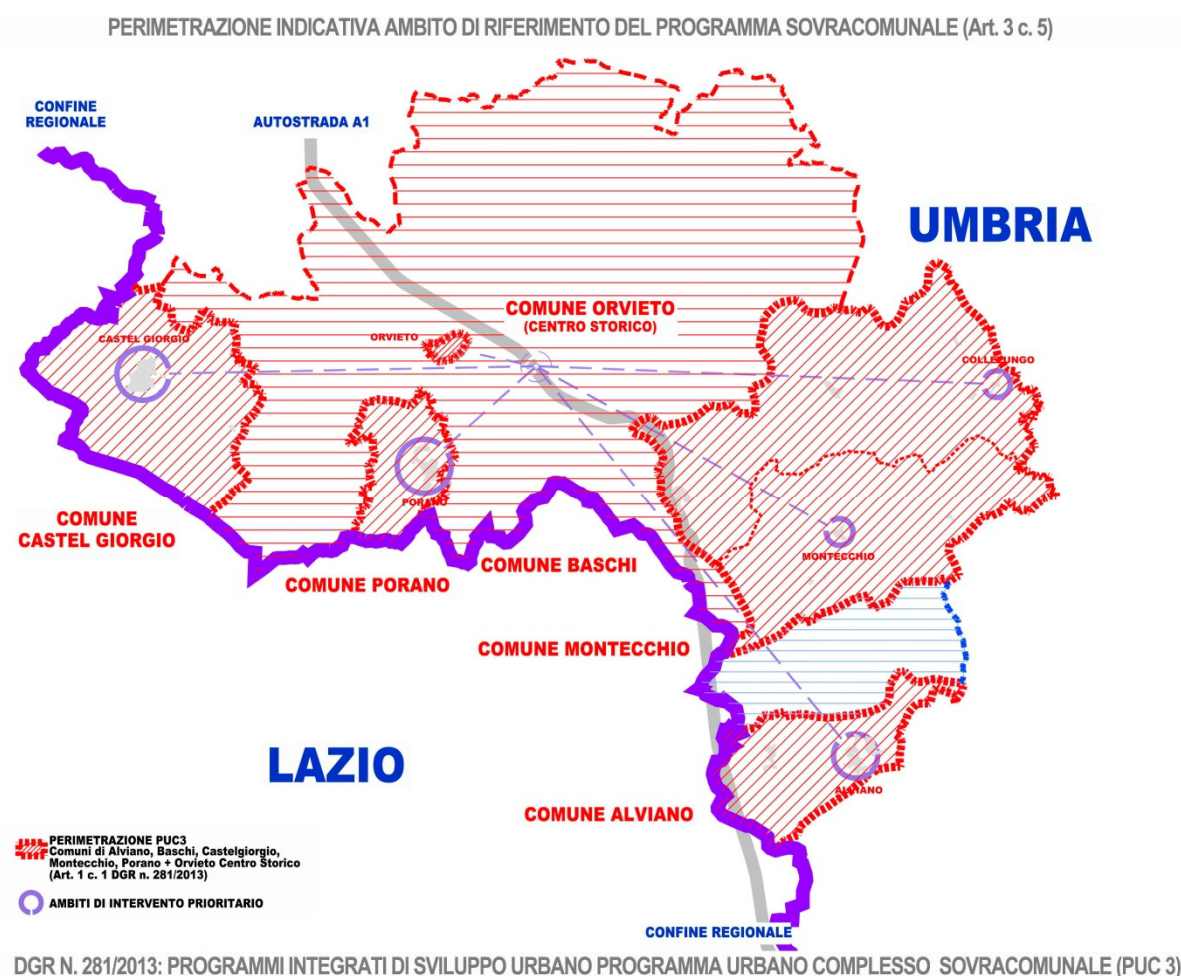 PERIMETRAZIONE INDICATIVA AMBITO DI RIFERIMENTO DEL PROGRAMMA SOVRACOMUNALE (Art. 3 c. 5)
CONFINE
REGIONALE
AUTOSTRADA A1
UMBRIA
COMUNE ORVIETO
(CENTRO STORICO)
CASTEL GIORGIO
ORVIETO
COLLELUNGO
PORANO
COMUNE
CASTEL GIORGIO
MONTECCHIO
COMUNE BASCHI
COMUNE PORANO
COMUNE MONTECCHIO
LAZIO
ALVIANO
COMUNE ALVIANO
PERIMETRAZIONE PUC3
Comuni di Alviano, Baschi, Castelgiorgio,
Montecchio, Porano + Orvieto Centro Storico
(Art. 1 c. 1 DGR n. 281/2013)
AMBITI DI INTERVENTO PRIORITARIO
CONFINE REGIONALE
DGR N. 281/2013: PROGRAMMI INTEGRATI DI SVILUPPO URBANO PROGRAMMA URBANO COMPLESSO SOVRACOMUNALE (PUC 3)